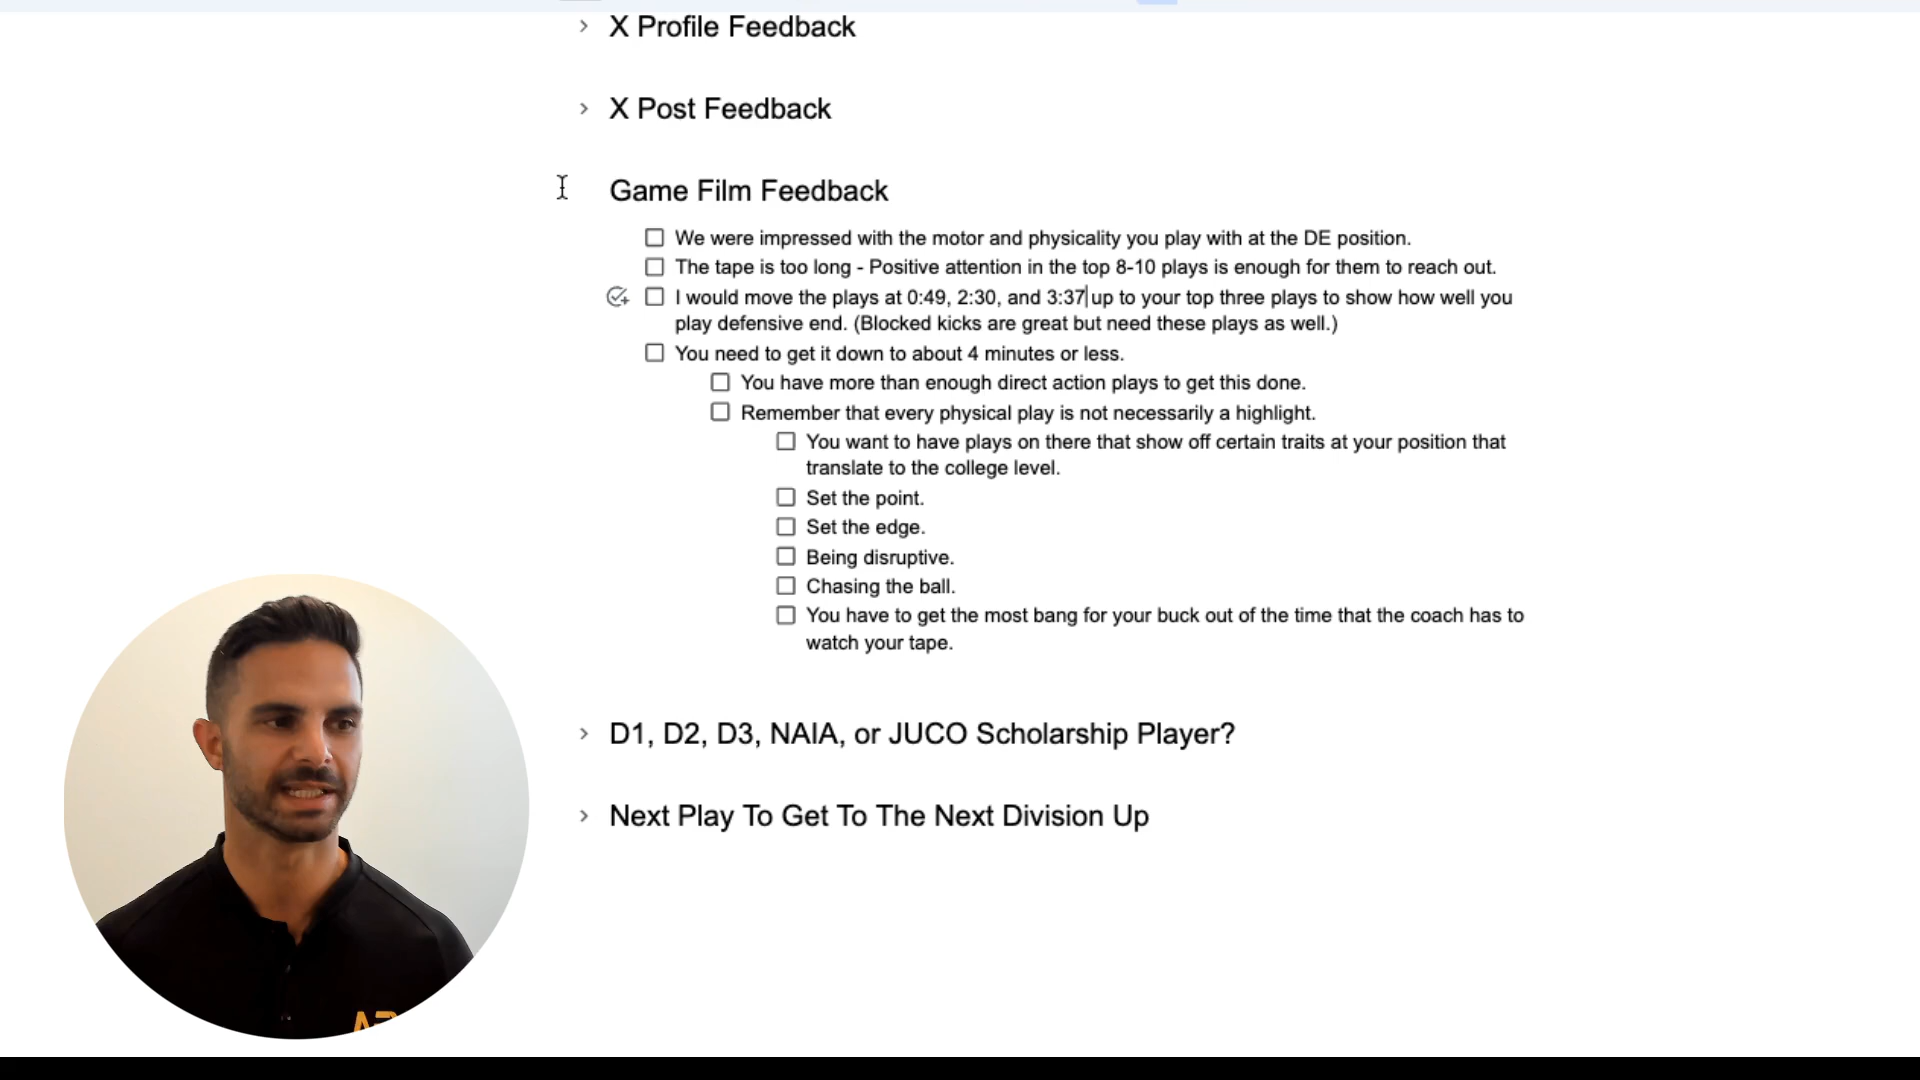 X Profile Feedback
X Post Feedback
Game Film Feedback
We were impressed with the motor and physicality you play with at the DE position.
The tape is too long - Positive attention in the top 8-10 plays is enough for them to reach out.
I would move the plays at 0:49, 2:30, and 3:37 up to your top three plays to show how well you
play defensive end. (Blocked kicks are great but need these plays as well.)
You need to get it down to about 4 minutes or less.
You have more than enough direct action plays to get this done.
Remember that every physical play is not necessarily a highlight.
You want to have plays on there that show off certain traits at your position that
translate to the college level.
Set the point.
Set the edge.
Being disruptive.
Chasing the ball.
You have to get the most bang for your buck out of the time that the coach has to
watch your tape.
D1, D2, D3, NAIA, or JUCO Scholarship Player?
Next Play To Get To The Next Division Up